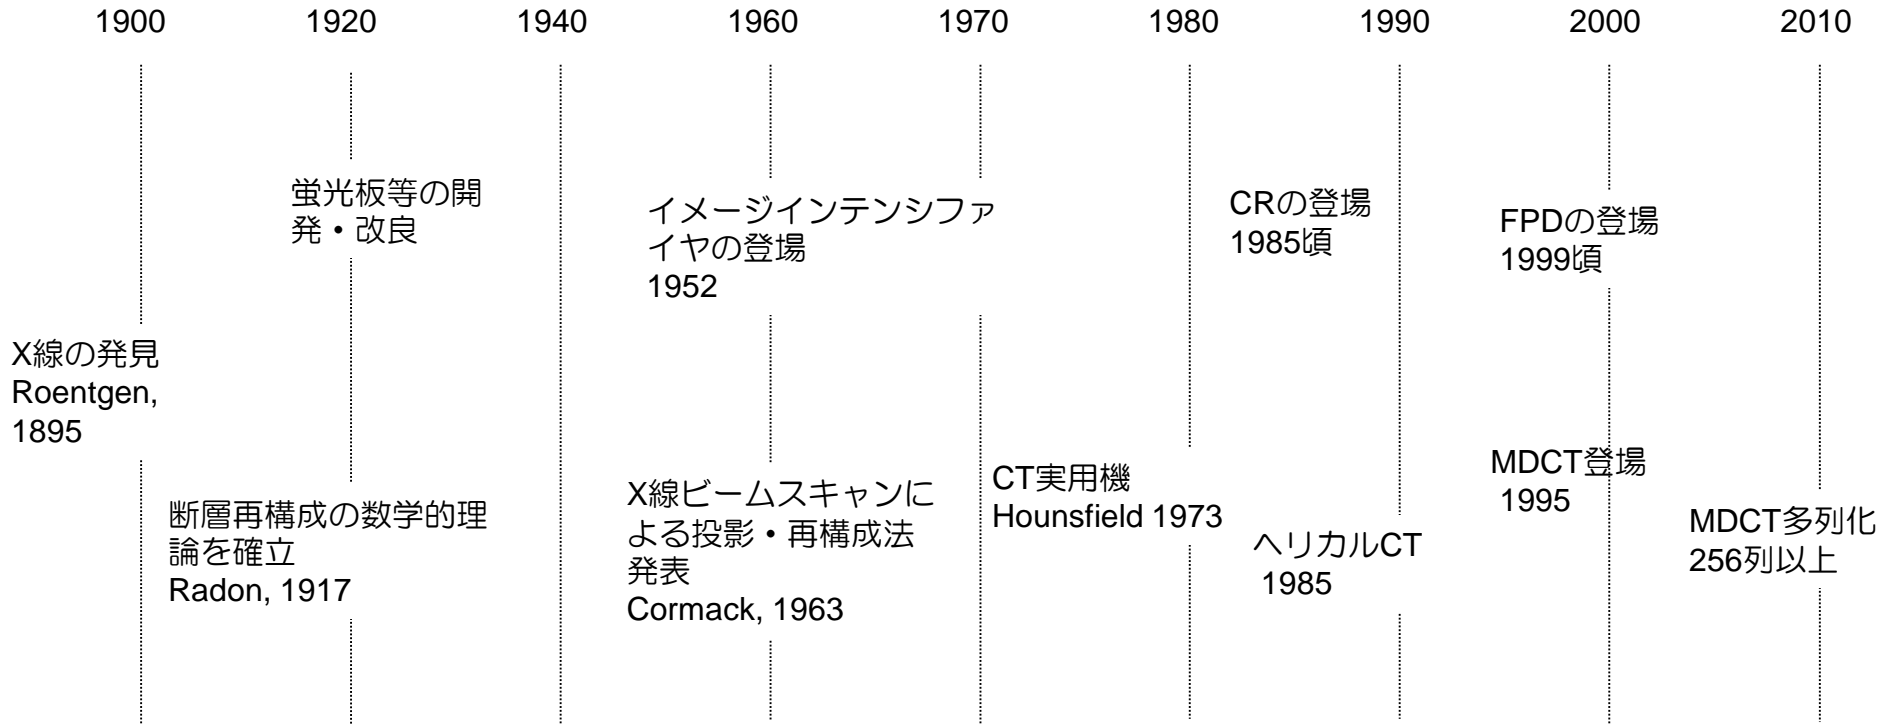 1900 1920 1940 1960 1970 1980 1990 2000 2010
蛍光板等の開
発・改良
イメージインテンシファ
イヤの登場
1952
CRの登場
1985頃
FPDの登場
1999頃
X線の発見
Roentgen,
1895
断層再構成の数学的理
論を確立
Radon, 1917
X線ビームスキャンに
よる投影・再構成法
発表
Cormack, 1963
CT実用機
Hounsfield 1973
ヘリカルCT
1985
MDCT登場
1995
MDCT多列化
256列以上